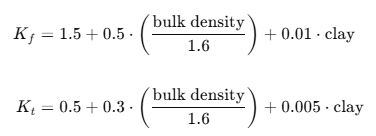 K_f = 1.5 + 0.5 · (bulk density / 1.6) + 0.01 · clay
K_t = 0.5 + 0.3 · (bulk density / 1.6) + 0.005 · clay